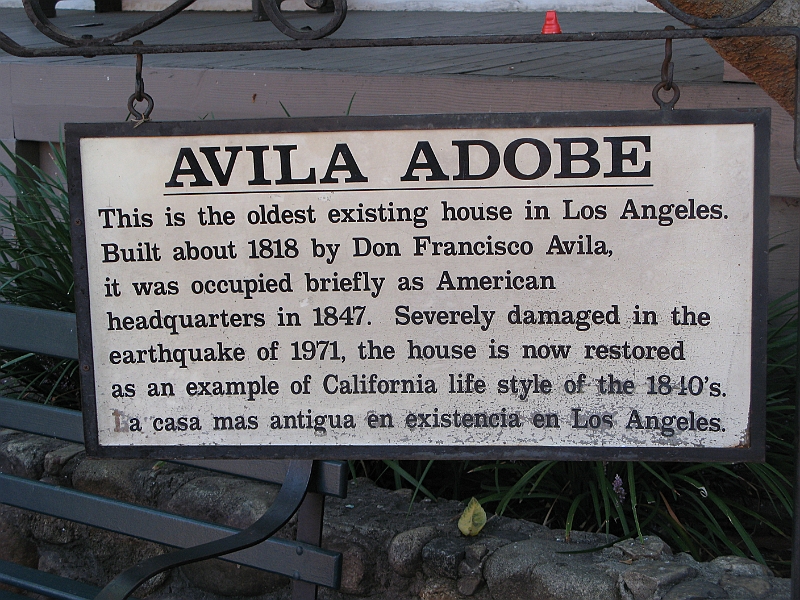 AVILA ADOBE
This is the oldest existing house in Los Angeles.
Built about 1818 by Don Francisco Avila,
it was occupied briefly as American
headquarters in 1847. Severely damaged in the
earthquake of 1971, the house is now restored
as an example of California life style of the 1840's.
La casa mas antigua en existencia en Los Angeles.